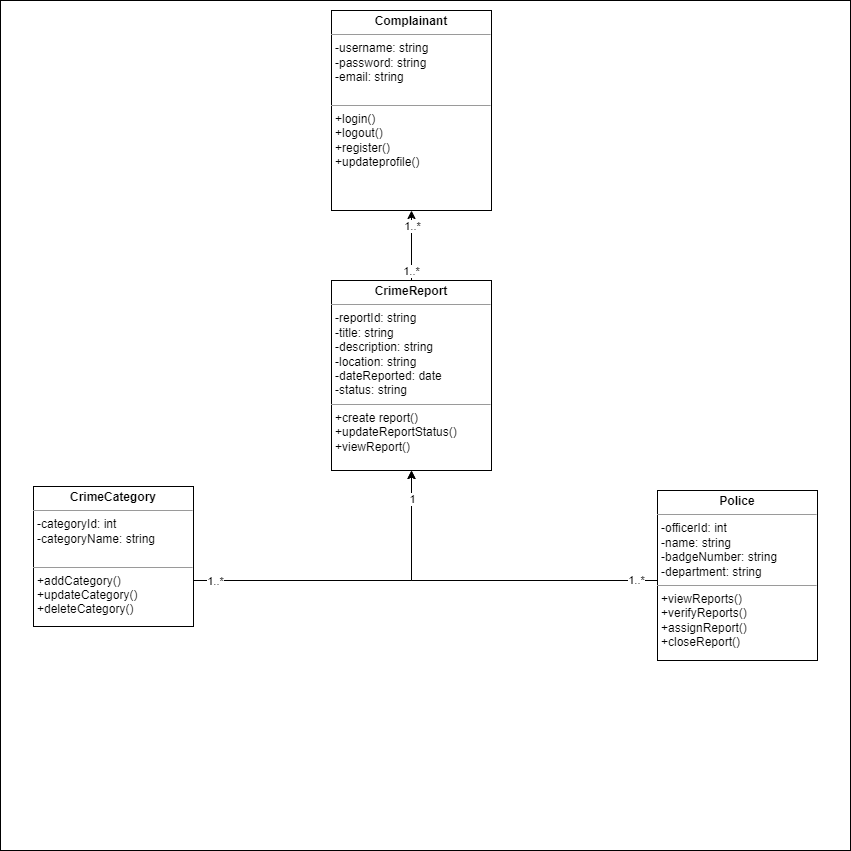 Complainant
-username: string
-password: string
-email: string
+login()
+logout()
+register()
+updateprofile()
1..*
1..*
CrimeReport
-reportId: string
-title: string
-description: string
-location: string
-dateReported: date
-status: string
+create report()
+updateReportStatus()
+viewReport()
1
CrimeCategory
-categoryId: int
-categoryName: string
+addCategory()
+updateCategory()
+deleteCategory()
1..*
1..*
Police
-officerId: int
-name: string
-badgeNumber: string
-department: string
+viewReports()
+verifyReports()
+assignReport()
+closeReport()